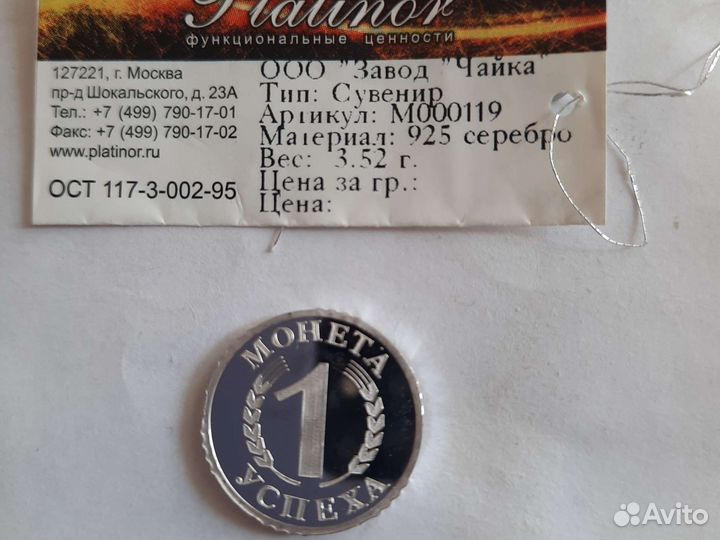 Platinor
функциональные ценности
127221, г. Москва
пр-д Шокальского, д. 23А
Тел.: +7 (499) 790-17-01
Факс: +7 (499) 790-17-02
www.platinor.ru
ОСТ 117-3-002-95
ООО "Завод "Чайка"
Тип: Сувенир
Артикул: М000119
Материал: 925 серебро
Вес: 3.52 г.
Цена за гр.:
Цена:
МОНЕТА
1
УСПЕХА
Avito